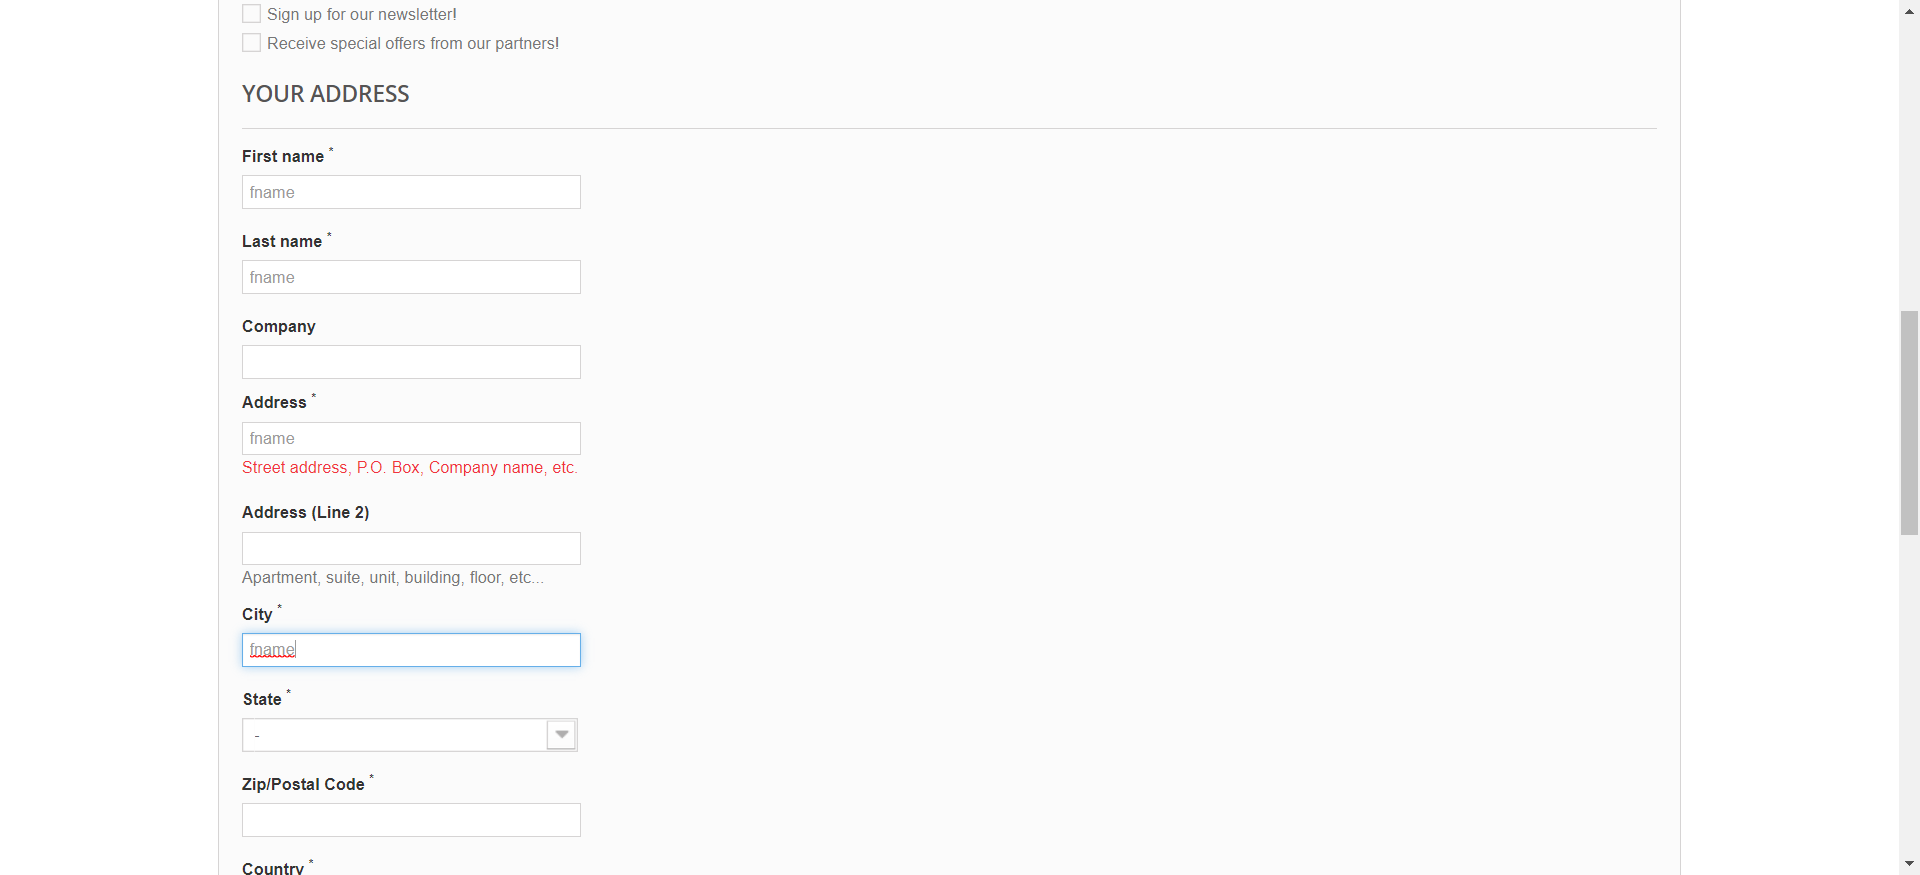 Sign up for our newsletter!
Receive special offers from our partners!
YOUR ADDRESS
First name *
fname
Last name *
fname
Company
Address *
fname
Street address, P.O. Box, Company name, etc.
Address (Line 2)
Apartment, suite, unit, building, floor, etc...
City *
fname
State *
-
Zip/Postal Code *
Country *